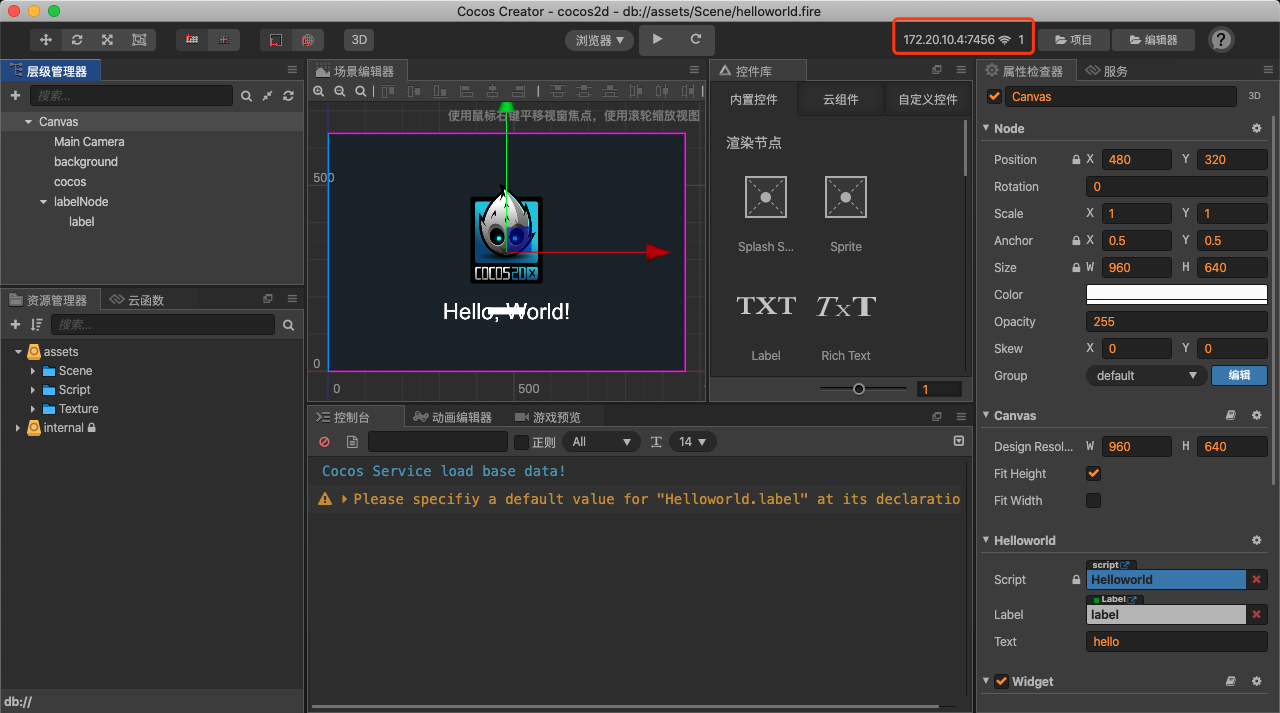 Cocos Creator - cocos2d - db://assets/Scene/helloworld.fire
3D
浏览器
172.20.10.4:7456 1
项目
编辑器
?
层级管理器
搜索...
Canvas
Main Camera
background
cocos
labelNode
label
场景编辑器
使用鼠标右键平移视窗焦点，使用滚轮缩放视图
500
0
0
500
COCOS2DX
Hello, World!
控件库
内置控件
云组件
自定义控件
渲染节点
Splash S...
Sprite
TXT
TxT
Label
Rich Text
1
资源管理器
云函数
搜索...
assets
Scene
Script
Texture
internal
db://
控制台
动画编辑器
游戏预览
正则
All
14
Cocos Service load base data!
Please specifiy a default value for "Helloworld.label" at its declaratio
属性检查器
服务
Canvas
3D
Node
Position X 480 Y 320
Rotation 0
Scale X 1 Y 1
Anchor X 0.5 Y 0.5
Size W 960 H 640
Color
Opacity 255
Skew X 0 Y 0
Group default 编辑
Canvas
Design Resol... W 960 H 640
Fit Height
Fit Width
Helloworld
script
Script Helloworld
Label
Label label
Text hello
Widget